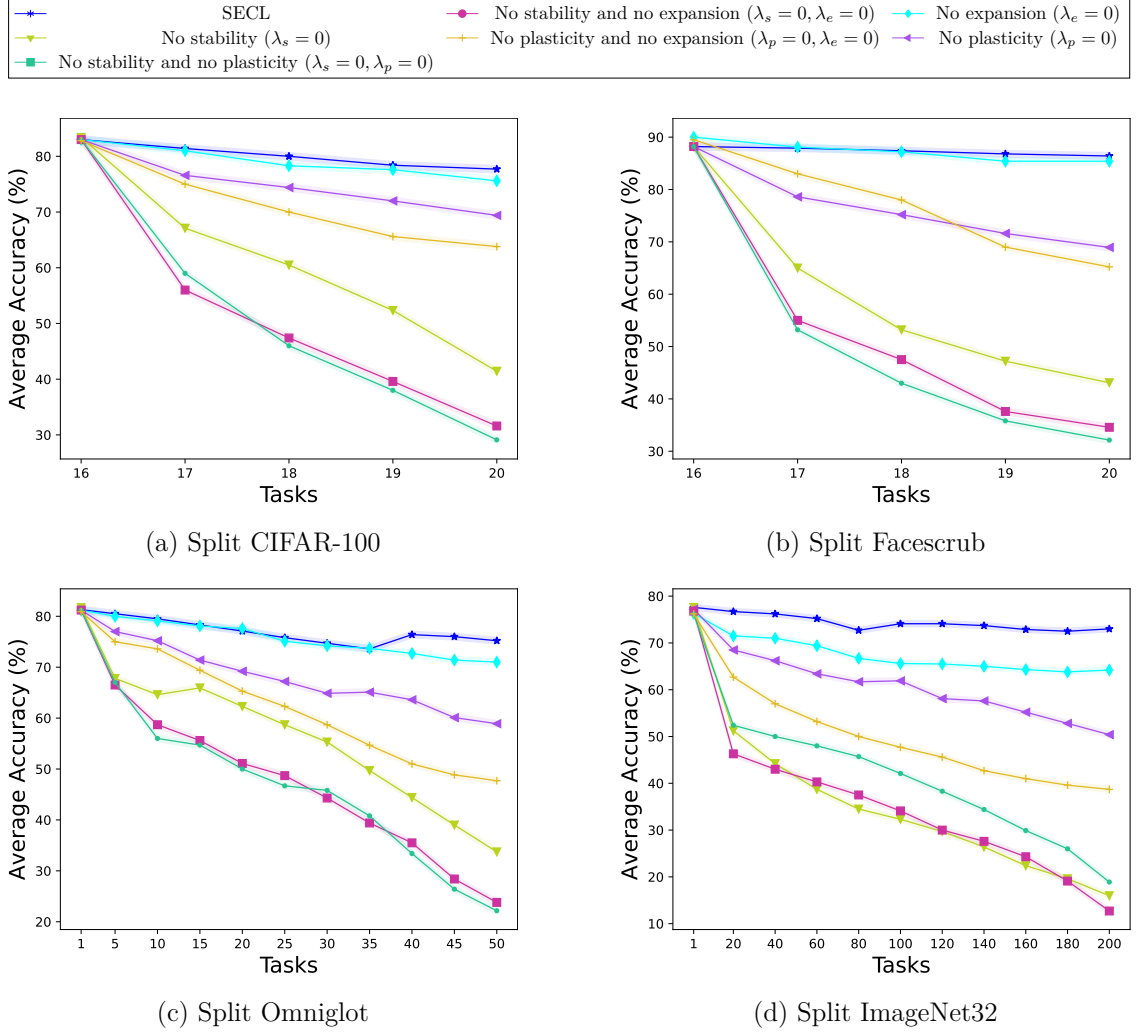 SECL
No stability and no expansion (λs = 0, λe = 0)
No expansion (λe = 0)
No stability (λs = 0)
No plasticity and no expansion (λp = 0, λe = 0)
No plasticity (λp = 0)
No stability and no plasticity (λs = 0, λp = 0)
Average Accuracy (%)
80
70
60
50
40
30
16 17 18 19 20
Tasks
(a) Split CIFAR-100
Average Accuracy (%)
90
80
70
60
50
40
30
16 17 18 19 20
Tasks
(b) Split Facescrub
Average Accuracy (%)
80
70
60
50
40
30
20
1 5 10 15 20 25 30 35 40 45 50
Tasks
(c) Split Omniglot
Average Accuracy (%)
80
70
60
50
40
30
20
10
1 20 40 60 80 100 120 140 160 180 200
Tasks
(d) Split ImageNet32